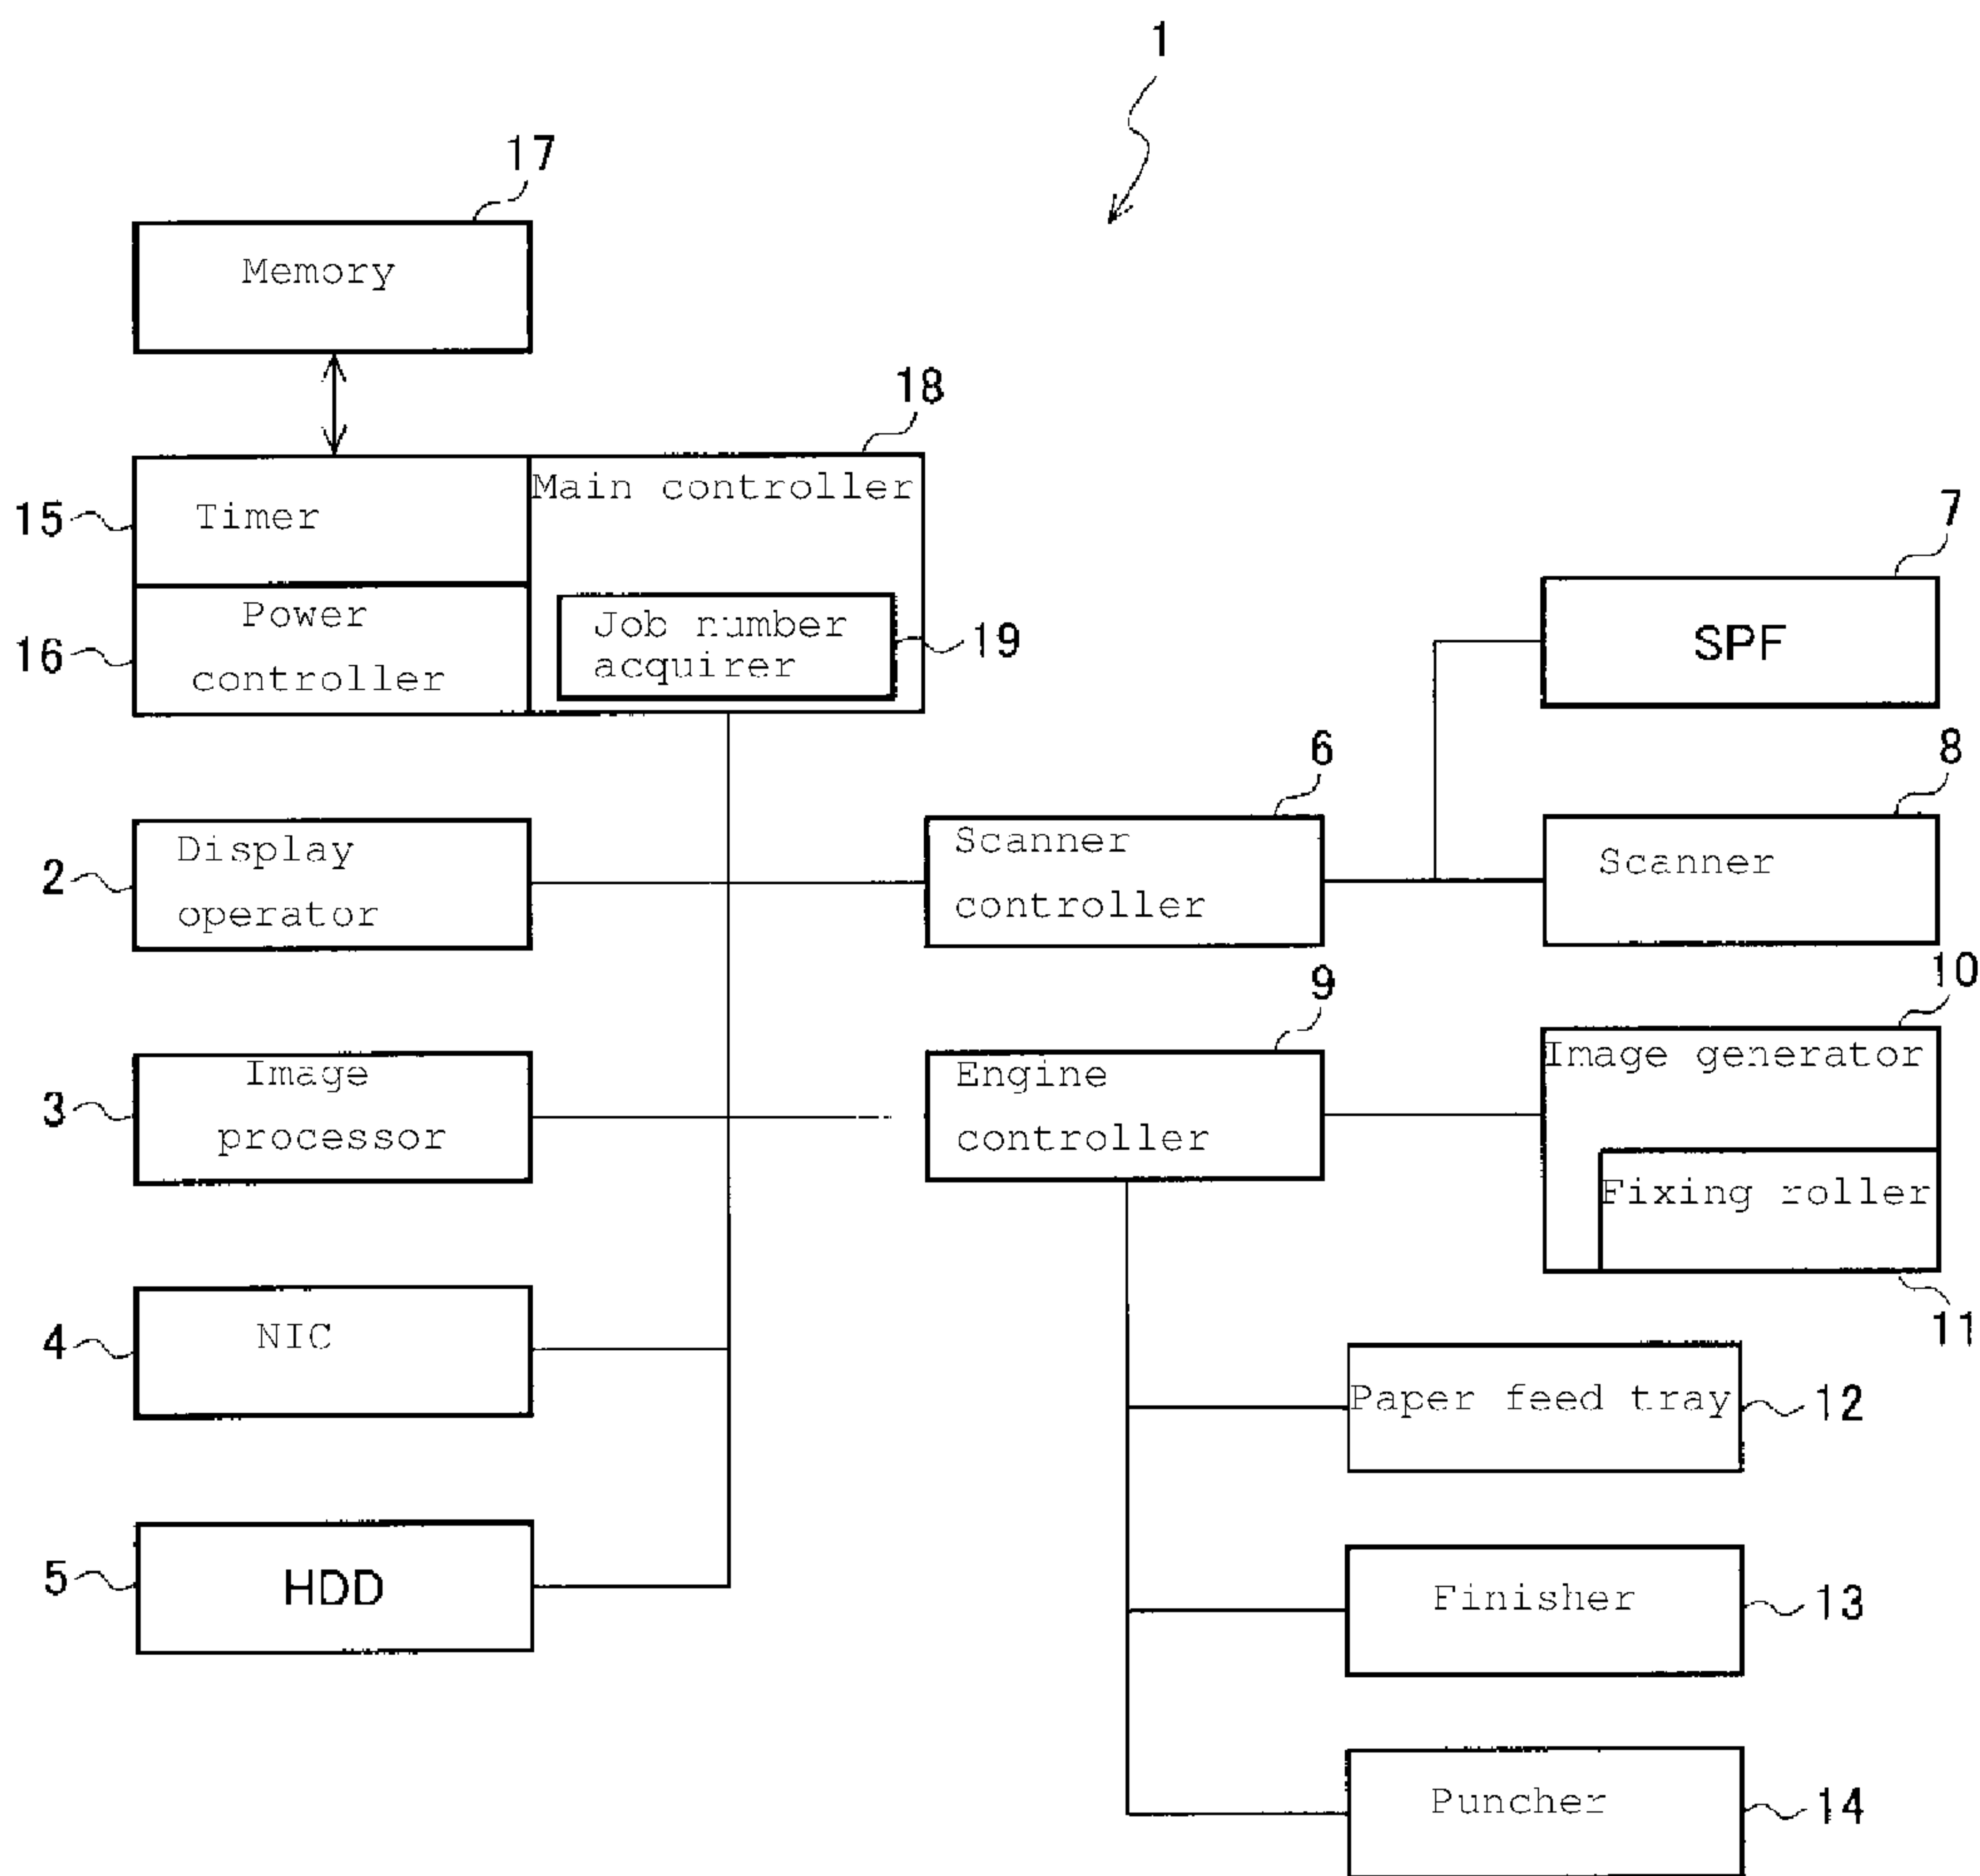 1
17
Memory
18
Main controller
15
Timer
7
Power
controller
16
Job number
acquirer
19
SPF
6
8
Display
operator
2
Scanner
controller
Scanner
10
9
Image
processor
3
Engine
controller
Image generator
Fixing roller
11
4
NIC
Paper feed tray
12
5
HDD
Finisher
13
Puncher
14